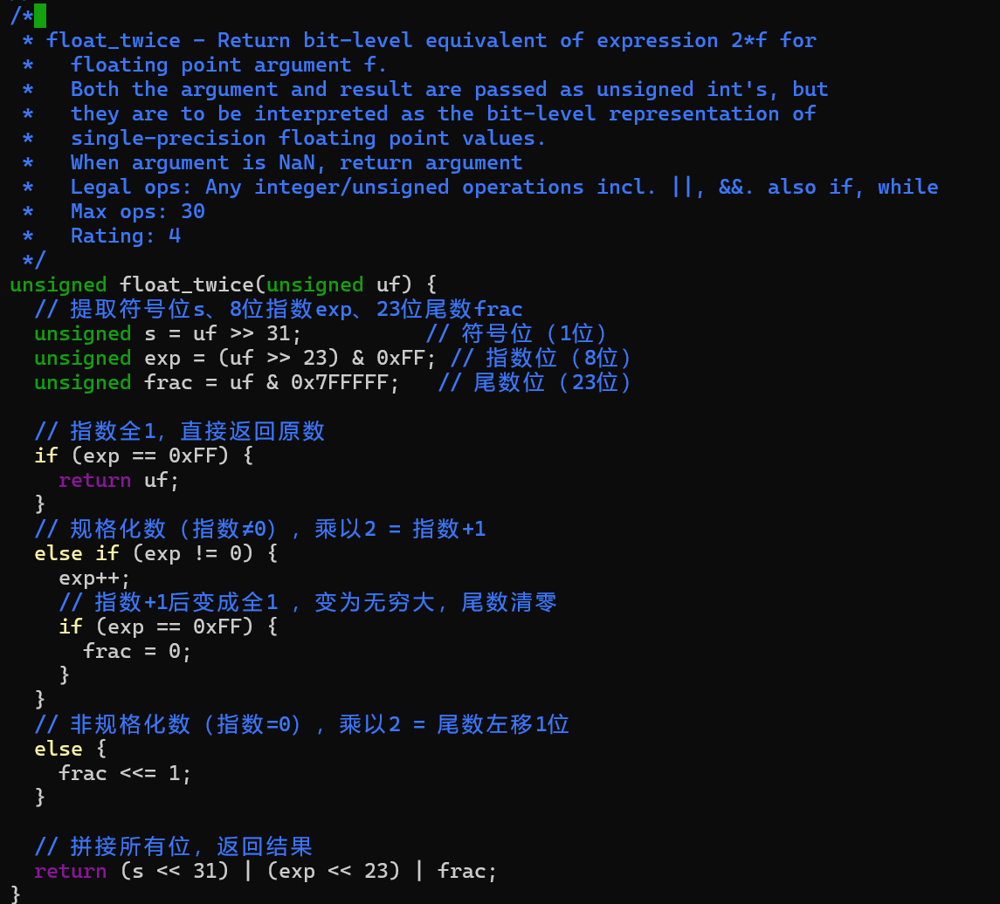 /*
 * float_twice - Return bit-level equivalent of expression 2*f for
 *   floating point argument f.
 *   Both the argument and result are passed as unsigned int's, but
 *   they are to be interpreted as the bit-level representation of
 *   single-precision floating point values.
 *   When argument is NaN, return argument
 *   Legal ops: Any integer/unsigned operations incl. ||, &&. also if, while
 *   Max ops: 30
 *   Rating: 4
 */
unsigned float_twice(unsigned uf) {
  // 提取符号位s、8位指数exp、23位尾数frac
  unsigned s = uf >> 31;          // 符号位（1位）
  unsigned exp = (uf >> 23) & 0xFF; // 指数位（8位）
  unsigned frac = uf & 0x7FFFFF;   // 尾数位（23位）

  // 指数全1，直接返回原数
  if (exp == 0xFF) {
    return uf;
  }
  // 规格化数（指数≠0），乘以2 = 指数+1
  else if (exp != 0) {
    exp++;
    // 指数+1后变成全1 ，变为无穷大，尾数清零
    if (exp == 0xFF) {
      frac = 0;
    }
  }
  // 非规格化数（指数=0），乘以2 = 尾数左移1位
  else {
    frac <<= 1;
  }

  // 拼接所有位，返回结果
  return (s << 31) | (exp << 23) | frac;
}